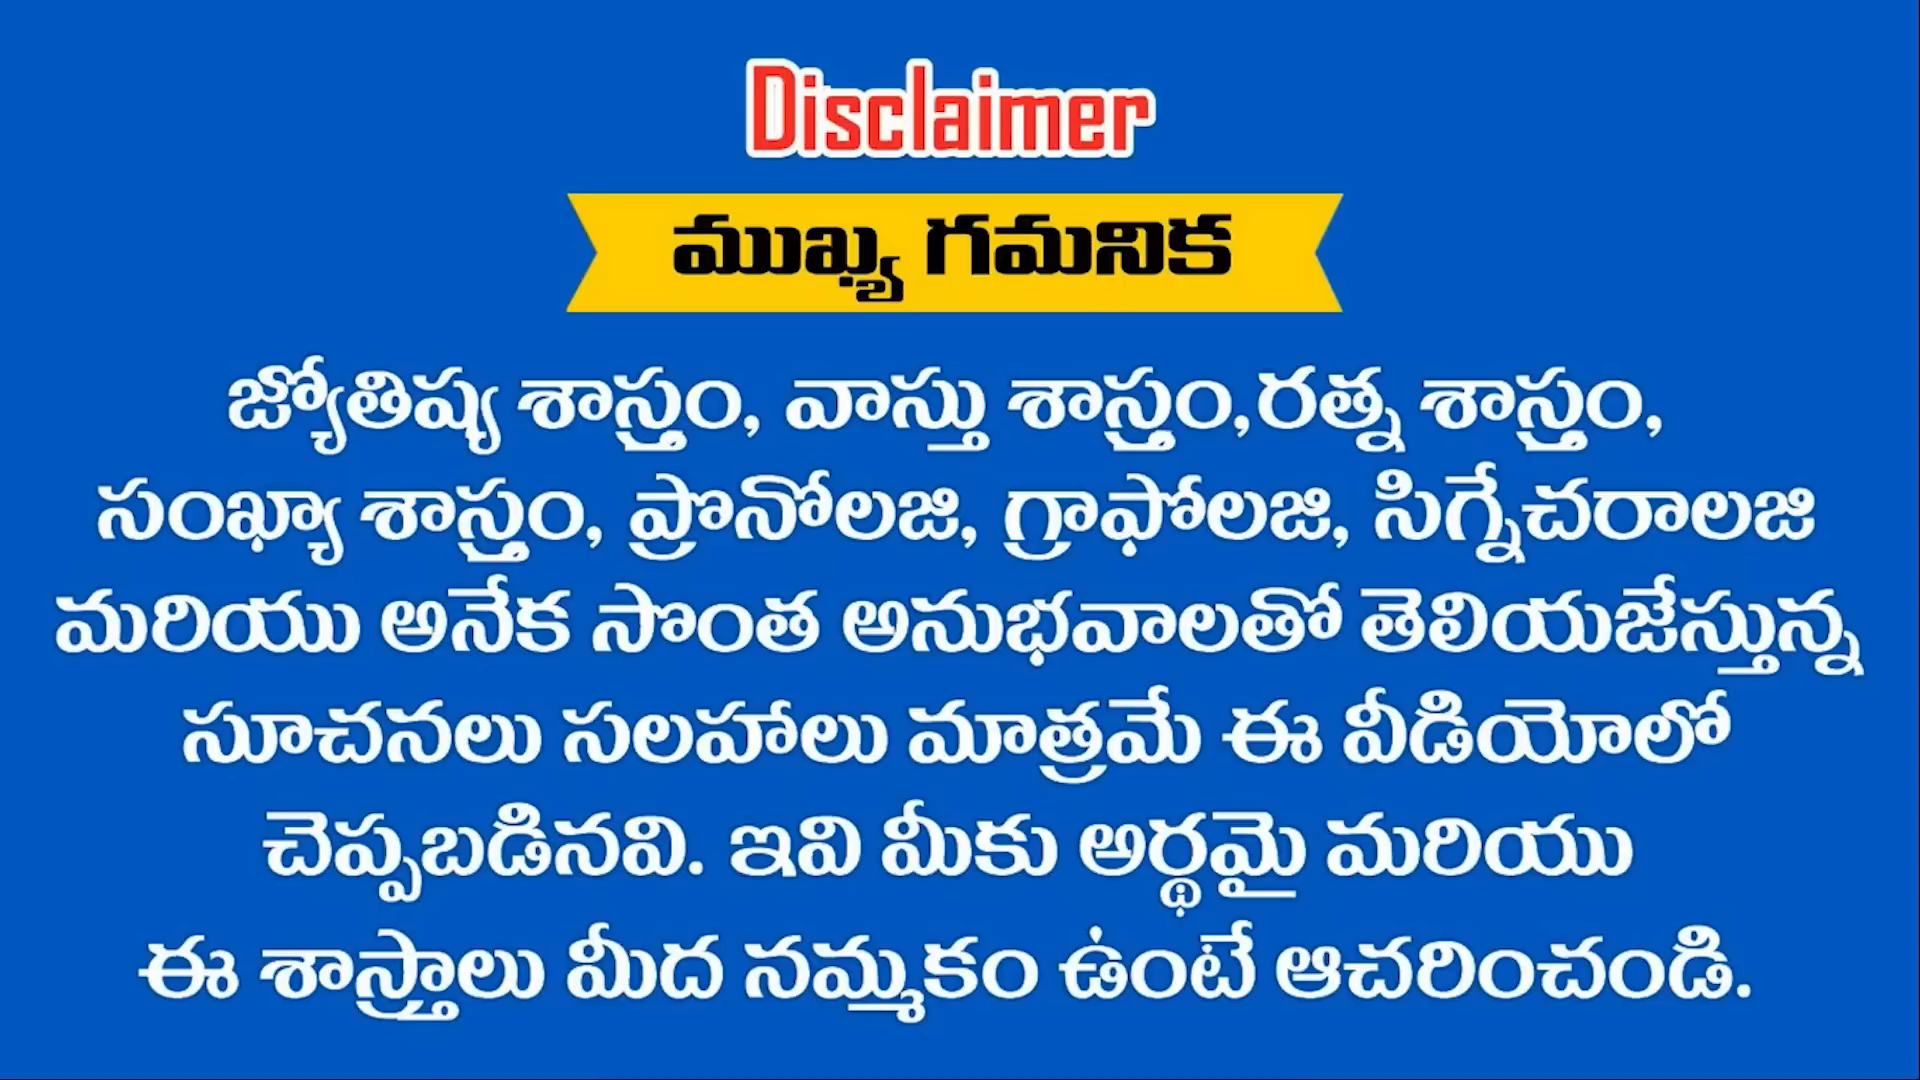 Disclaimer
ముఖ్య గమనిక
జ్యోతిష్య శాస్త్రం, వాస్తు శాస్త్రం,రత్న శాస్త్రం,
సంఖ్యా శాస్త్రం, ప్రొనోలజి, గ్రాఫోలజి, సిగ్నేచరాలజి
మరియు అనేక సొంత అనుభవాలతో తెలియజేస్తున్న
సూచనలు సలహాలు మాత్రమే ఈ వీడియోలో
చెప్పబడినవి. ఇవి మీకు అర్థమై మరియు
ఈ శాస్త్రాలు మీద నమ్మకం ఉంటే ఆచరించండి.